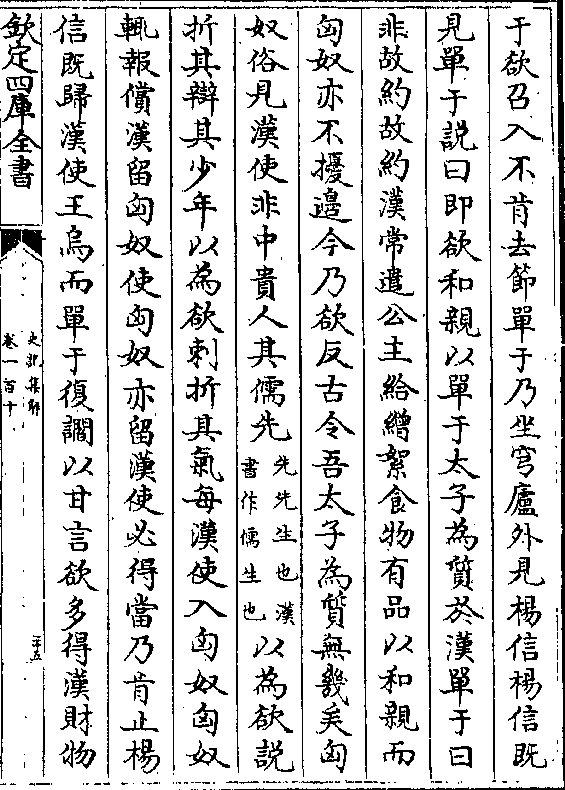 于欲召入不肯去節單于乃坐穹廬外見楊信楊信既
見單于說曰即欲和親以單于太子為質於漢單于曰
非故約故約漢常遣公主給繒絮食物有品以和親而
匈奴亦不擾邊今乃欲反古令吾太子為質無幾矣匈
奴俗見漢使非中貴人其儒先
先先生也漢
書作儒生也
以為欲說
折其辯其少年以為欲刺折其氣每漢使入匈奴匈奴
輒報償漢留匈奴使匈奴亦留漢使必得當乃肯止楊
信既歸漢使王烏而單于復讇以甘言欲多得漢財物
欽定四庫全書
史記集解
卷一百十
二十五